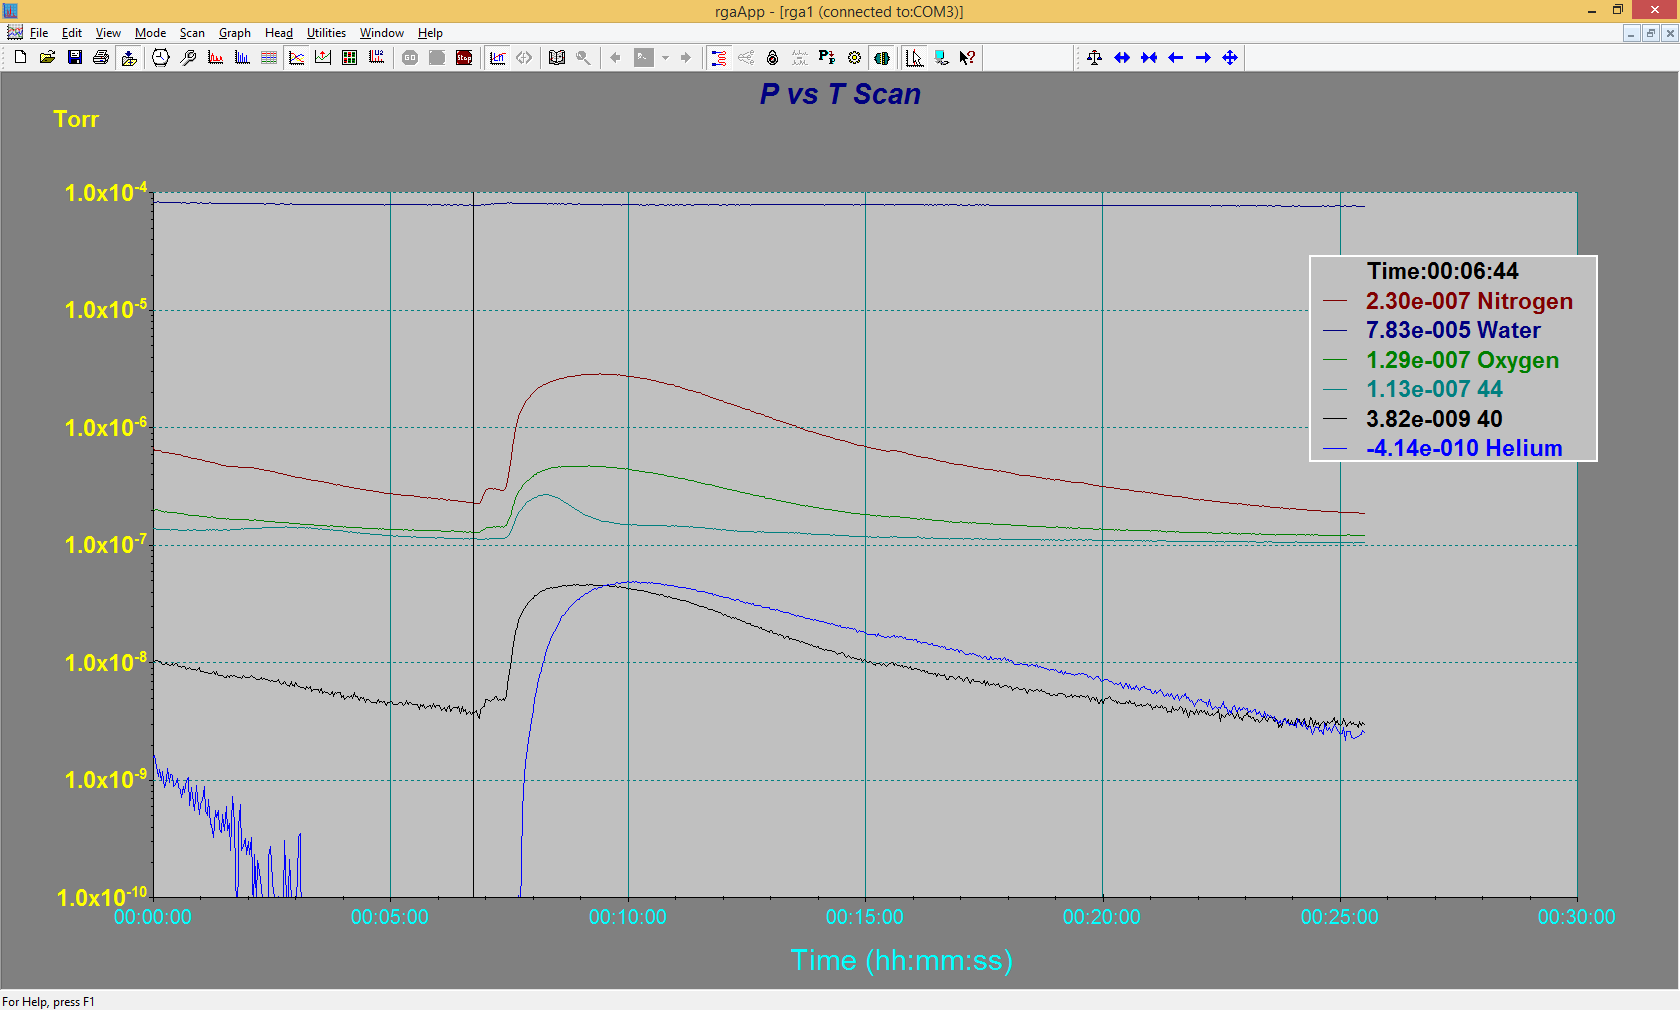 rgaApp - [rga1 (connected to:COM3)]
File Edit View Mode Scan Graph Head Utilities Window Help
GO Stop
P vs T Scan
Torr
1.0x10-4
1.0x10-5
1.0x10-6
1.0x10-7
1.0x10-8
1.0x10-9
1.0x10-10
Time:00:06:44
2.30e-007 Nitrogen
7.83e-005 Water
1.29e-007 Oxygen
1.13e-007 44
3.82e-009 40
-4.14e-010 Helium
00:00:00 00:05:00 00:10:00 00:15:00 00:20:00 00:25:00 00:30:00
Time (hh:mm:ss)
For Help, press F1